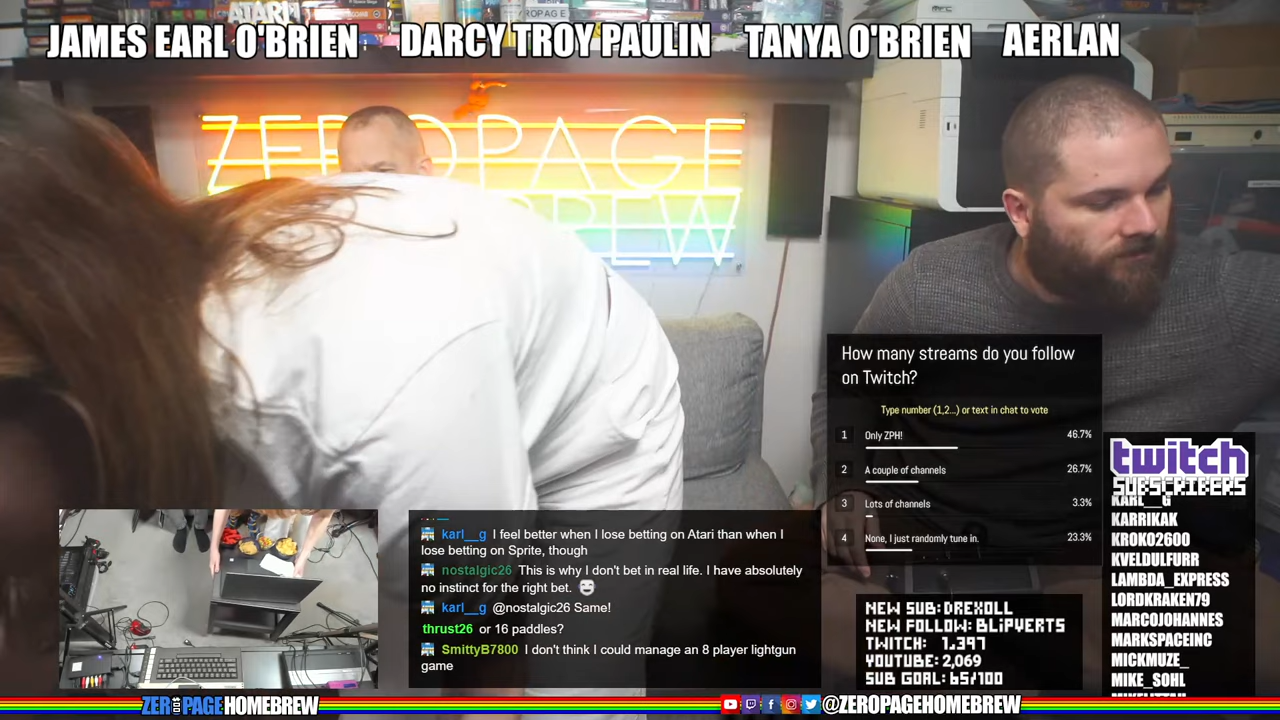 ATARI
JAMES EARL O'BRIEN
DARCY TROY PAULIN
TANYA O'BRIEN
AERLAN
ZEROPAGE
How many streams do you follow
on Twitch?
Type number (1,2...) or text in chat to vote
1 Only ZPH! 46.7%
2 A couple of channels 26.7%
3 Lots of channels 3.3%
4 None, I just randomly tune in. 23.3%
twitch
SUBSCRIBERS
KARL__G
KARRIKAK
KROKO2600
KVELDULFURR
LAMBDA_EXPRESS
LORDKRAKEN79
MARCOJOHANNES
MARKSPACEINC
MICKMUZE_
MIKE_SOHL
karl__g I feel better when I lose betting on Atari than when I
lose betting on Sprite, though
nostalgic26 This is why I don't bet in real life. I have absolutely
no instinct for the right bet.
karl__g @nostalgic26 Same!
thrust26 or 16 paddles?
SmittyB7800 I don't think I could manage an 8 player lightgun
game
NEW SUB: DREXOLL
NEW FOLLOW: BLIPVERTS
TWITCH: 1,397
YOUTUBE: 2,069
SUB GOAL: 65/100
ZEROPAGEHOMEBREW
@ZEROPAGEHOMEBREW